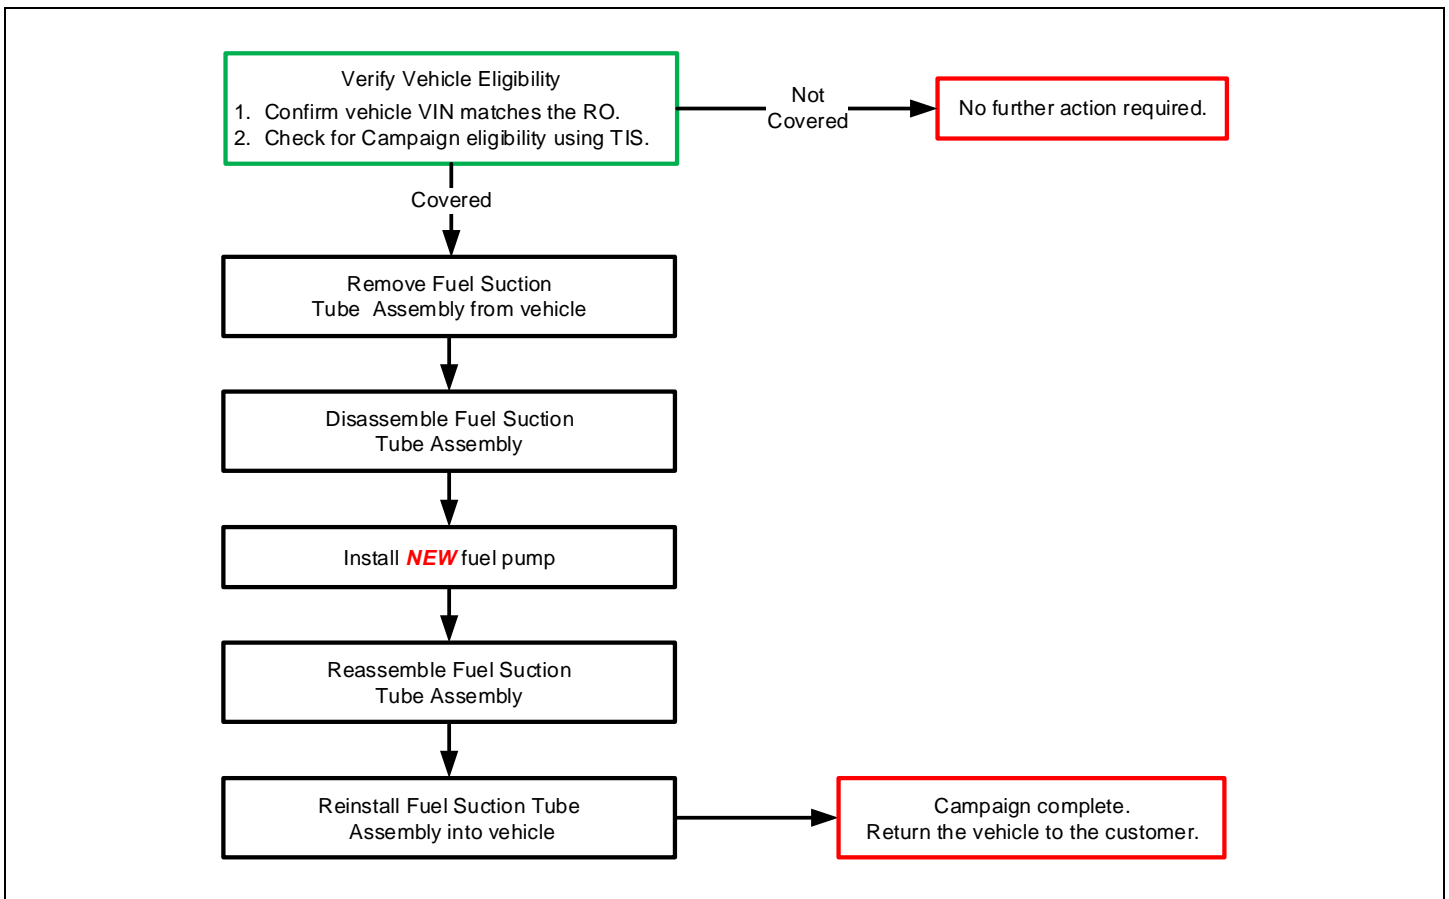 Verify Vehicle Eligibility
1. Confirm vehicle VIN matches the RO.
2. Check for Campaign eligibility using TIS.
Not
Covered
No further action required.
Covered
Remove Fuel Suction
Tube Assembly from vehicle
Disassemble Fuel Suction
Tube Assembly
Install NEW fuel pump
Reassemble Fuel Suction
Tube Assembly
Reinstall Fuel Suction Tube
Assembly into vehicle
Campaign complete.
Return the vehicle to the customer.